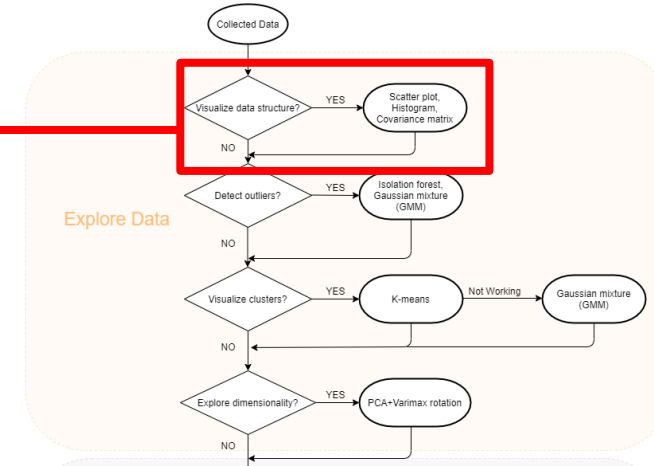 Collected Data
Visualize data structure?
YES
Scatter plot,
Histogram,
Covariance matrix
NO
Detect outliers?
YES
Isolation forest,
Gaussian mixture
(GMM)
Explore Data
NO
Visualize clusters?
YES
K-means
Not Working
Gaussian mixture
(GMM)
NO
Explore dimensionality?
YES
PCA+Varimax rotation
NO